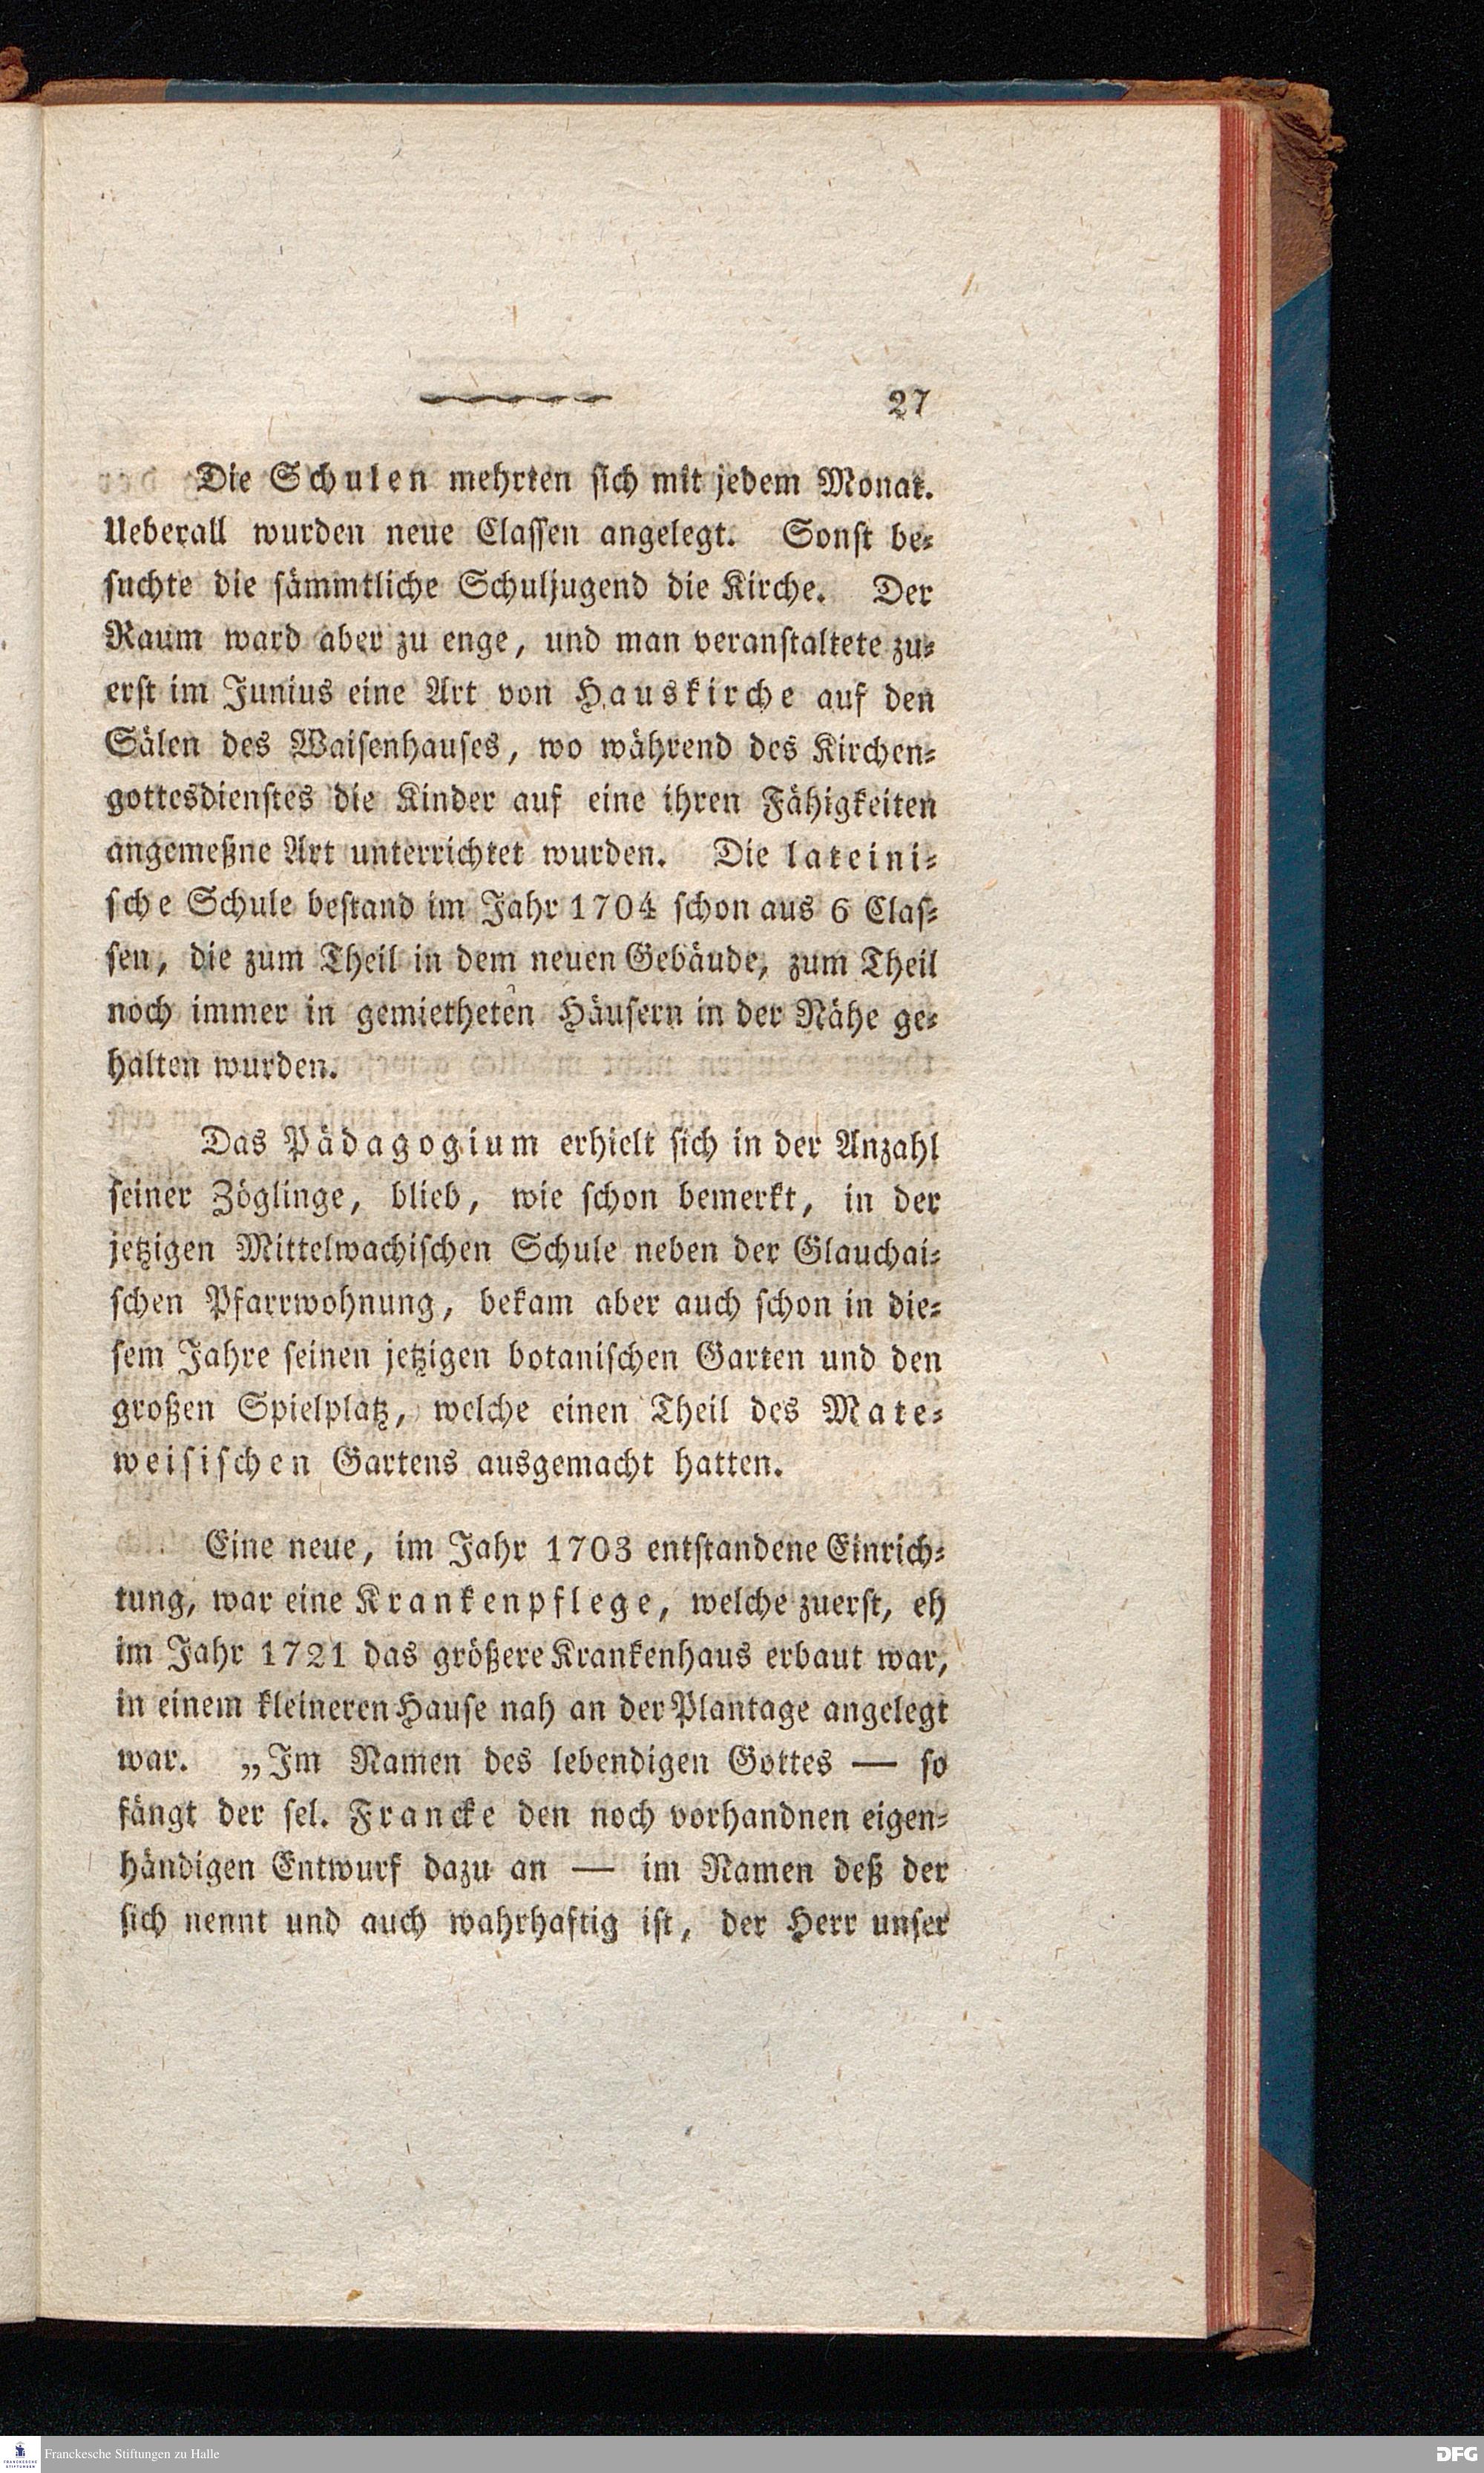 27
Die Schulen mehrten sich mit jedem Monat.
Ueberall wurden neue Classen angelegt. Sonst be-
suchte die sämmtliche Schuljugend die Kirche. Der
Raum ward aber zu enge, und man veranstaltete zu-
erst im Junius eine Art von Hauskirche auf den
Sälen des Waisenhauses, wo während des Kirchen-
gottesdienstes die Kinder auf eine ihren Fähigkeiten
angemeßne Art unterrichtet wurden. Die lateini-
sche Schule bestand im Jahr 1704 schon aus 6 Clas-
sen, die zum Theil in dem neuen Gebäude, zum Theil
noch immer in gemietheten Häusern in der Nähe ge-
halten wurden.
Das Pädagogium erhielt sich in der Anzahl
seiner Zöglinge, blieb, wie schon bemerkt, in der
jetzigen Mittelwachischen Schule neben der Glauchai-
schen Pfarrwohnung, bekam aber auch schon in die-
sem Jahre seinen jetzigen botanischen Garten und den
großen Spielplatz, welche einen Theil des Mate-
weisischen Gartens ausgemacht hatten.
Eine neue, im Jahr 1703 entstandene Einrich-
tung, war eine Krankenpflege, welche zuerst, eh
im Jahr 1721 das größere Krankenhaus erbaut war,
in einem kleineren Hause nah an der Plantage angelegt
war. „Im Namen des lebendigen Gottes — so
fängt der sel. Francke den noch vorhandnen eigen-
händigen Entwurf dazu an — im Namen deß der
sich nennt und auch wahrhaftig ist, der Herr unser
FRANCKESCHE STIFTUNGEN
Franckesche Stiftungen zu Halle
DFG